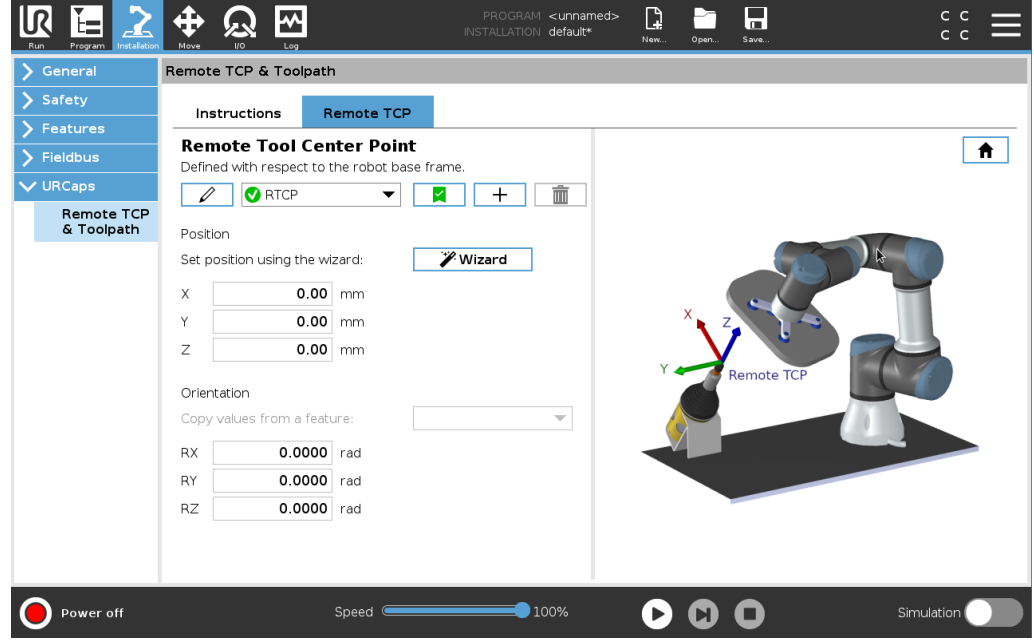 UR
Run
Program
Installation
Move
I/O
Log
PROGRAM <unnamed>
INSTALLATION default*
New...
Open...
Save...
C C
C C
General
Safety
Features
Fieldbus
URCaps
Remote TCP
& Toolpath
Remote TCP & Toolpath
Instructions
Remote TCP
Remote Tool Center Point
Defined with respect to the robot base frame.
RTCP
Position
Set position using the wizard:
Wizard
X 0.00 mm
Y 0.00 mm
Z 0.00 mm
Orientation
Copy values from a feature:
RX 0.0000 rad
RY 0.0000 rad
RZ 0.0000 rad
X
Z
Y
Remote TCP
Power off
Speed 100%
Simulation